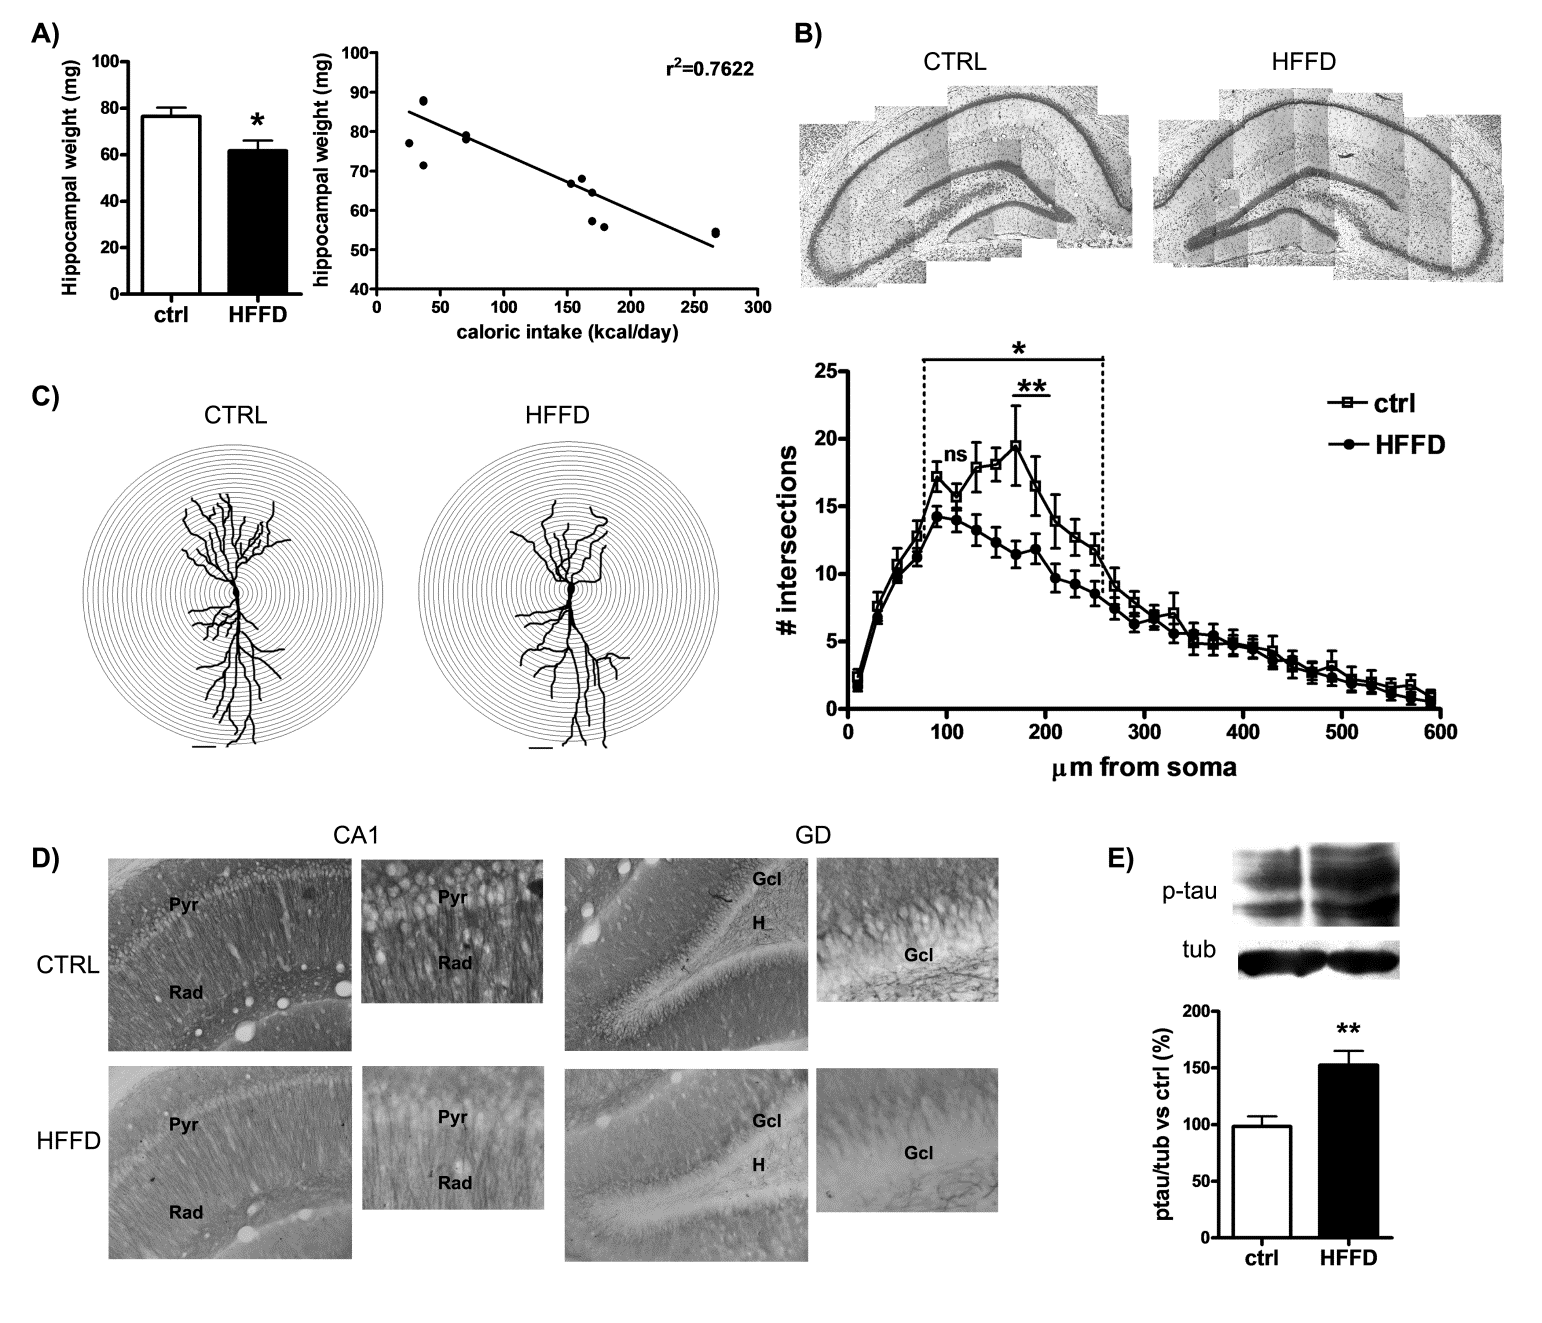 A)
Hippocampal weight (mg)
100
80
60
40
20
0
*
ctrl
HFFD
hippocampal weight (mg)
100
90
80
70
60
50
40
r²=0.7622
0
50
100
150
200
250
300
caloric intake (kcal/day)
B)
CTRL
HFFD
C)
CTRL
HFFD
# intersections
25
20
15
10
5
0
*
**
ns
ctrl
HFFD
0
100
200
300
400
500
600
µm from soma
D)
CA1
GD
CTRL
Pyr
Rad
Pyr
Rad
Gcl
H
Gcl
HFFD
Pyr
Rad
Pyr
Rad
Gcl
H
Gcl
E)
p-tau
tub
ptau/tub vs ctrl (%)
200
150
100
50
0
**
ctrl
HFFD